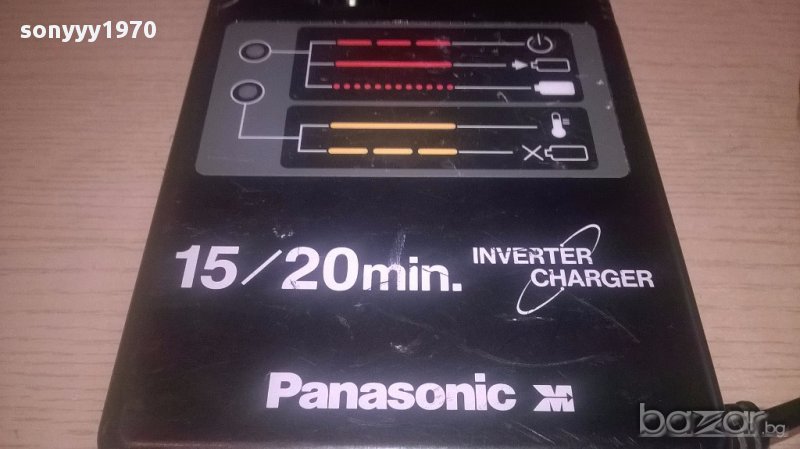 sonyyy1970
15/20min.
INVERTER
CHARGER
Panasonic
bazar.bg